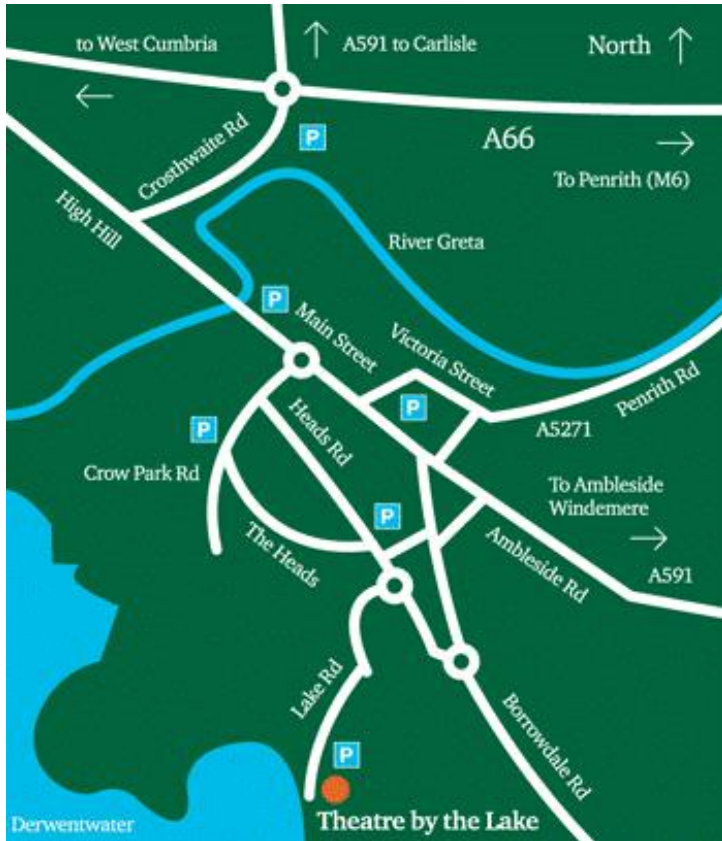 to West Cumbria
A591 to Carlisle
North
Crosthwaite Rd
P
A66
To Penrith (M6)
High Hill
River Greta
P
Main Street
Victoria Street
Penrith Rd
P
P
A5271
Heads Rd
Crow Park Rd
To Ambleside
Windemere
P
The Heads
Ambleside Rd
A591
Lake Rd
Borrowdale Rd
P
Theatre by the Lake
Derwentwater